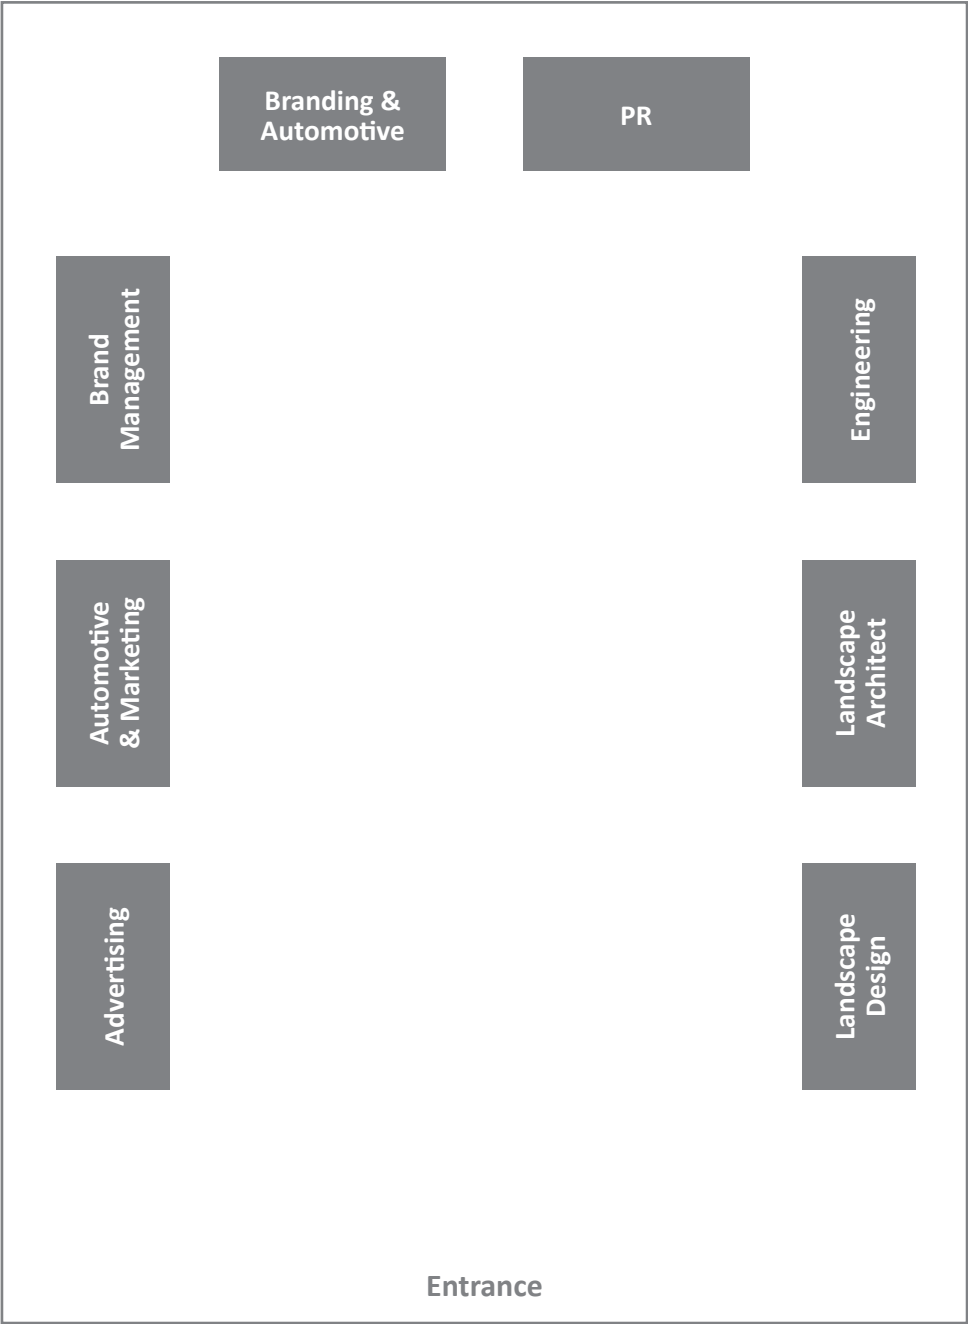 Branding &
Automotive
PR
Brand
Management
Engineering
Automotive
& Marketing
Landscape
Architect
Advertising
Landscape
Design
Entrance